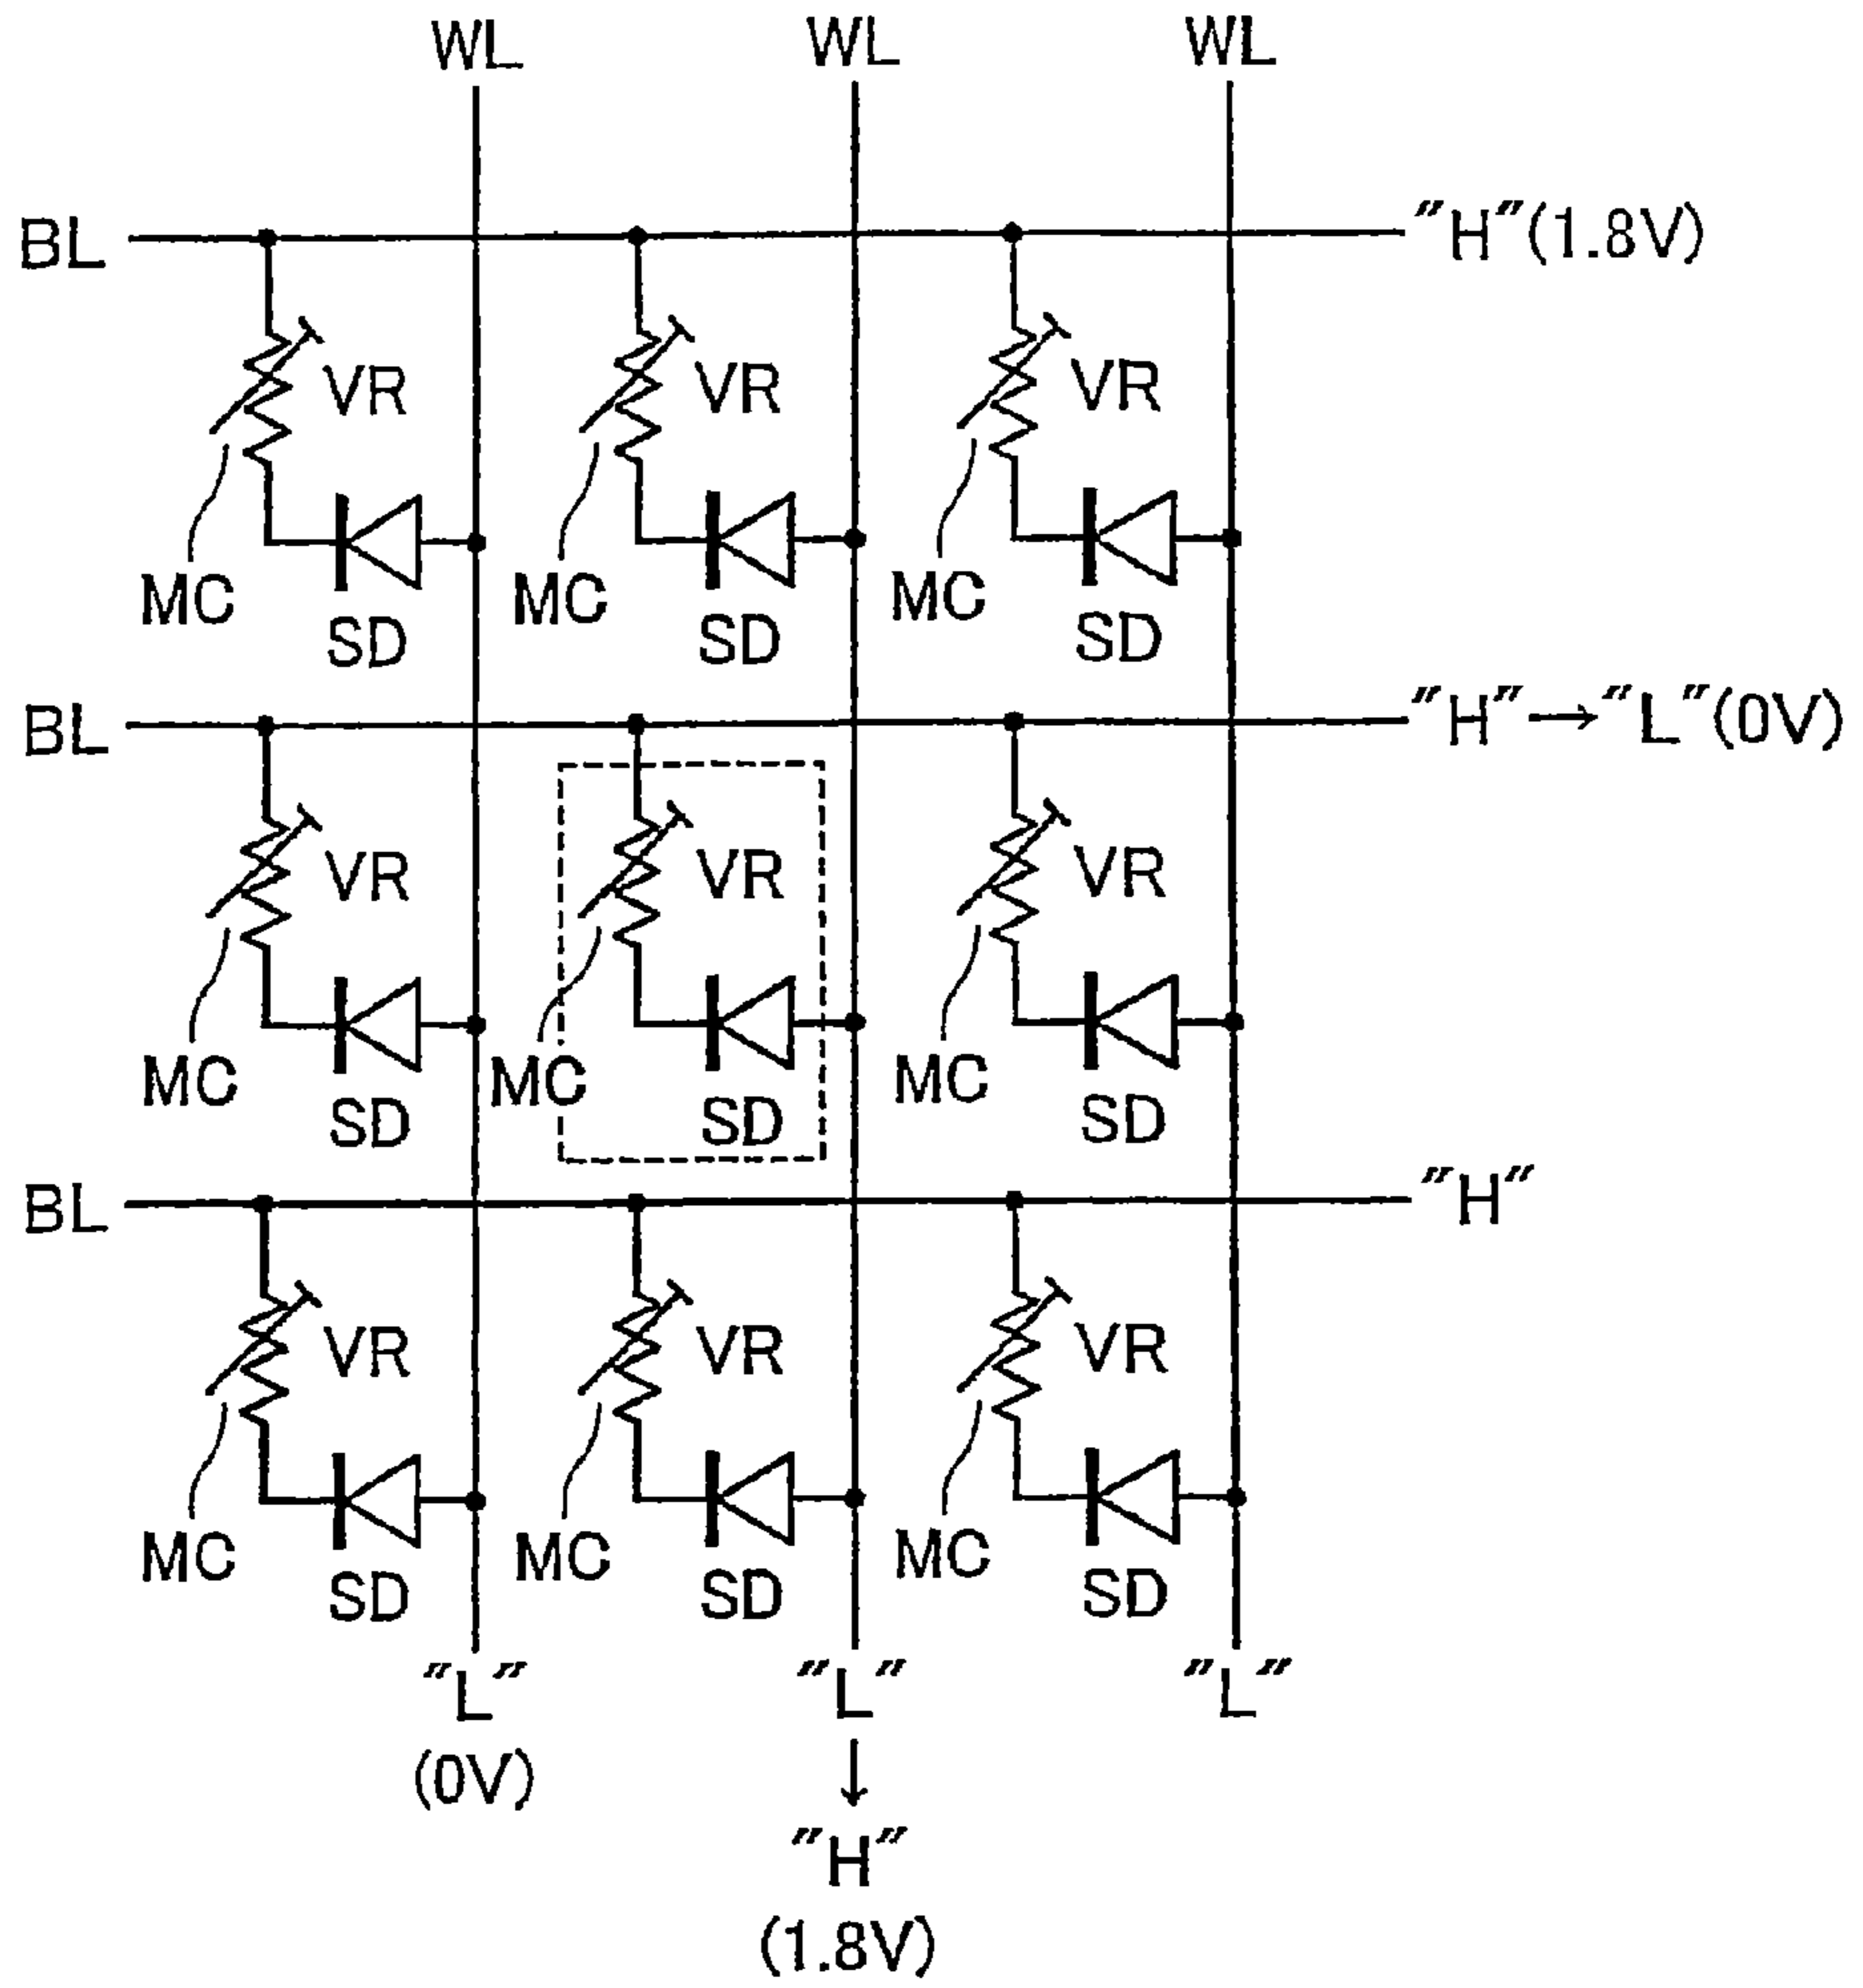 WL WL WL
BL "H"(1.8V)
VR VR VR
MC MC MC
SD SD SD
BL "H"→"L"(0V)
VR VR VR
MC MC MC
SD SD SD
BL "H"
VR VR VR
MC MC MC
SD SD SD
"L" "L" "L"
(0V) ↓
"H"
(1.8V)